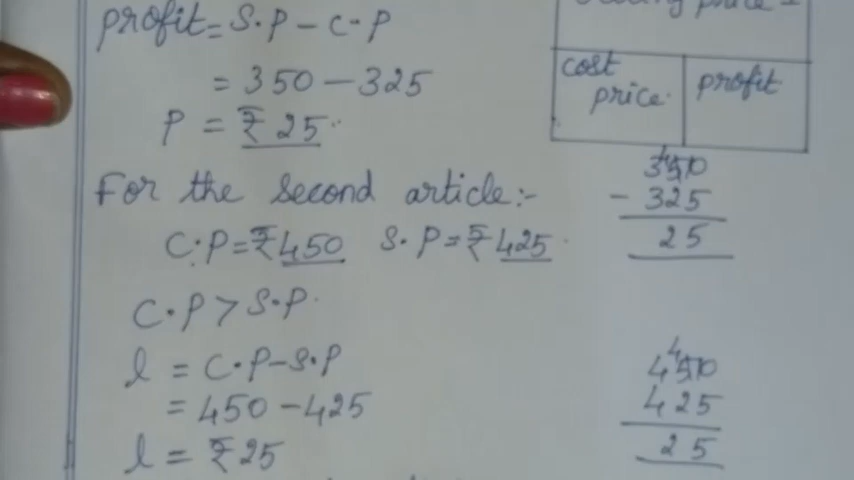 profit = S.P - C.P
= 350 - 325
P = ₹ 25
price =
cost price
profit
350
- 325
25
For the second article:-
C.P = ₹ 450 S.P = ₹ 425
C.P > S.P
l = C.P - S.P
= 450 - 425
l = ₹ 25
450
425
25